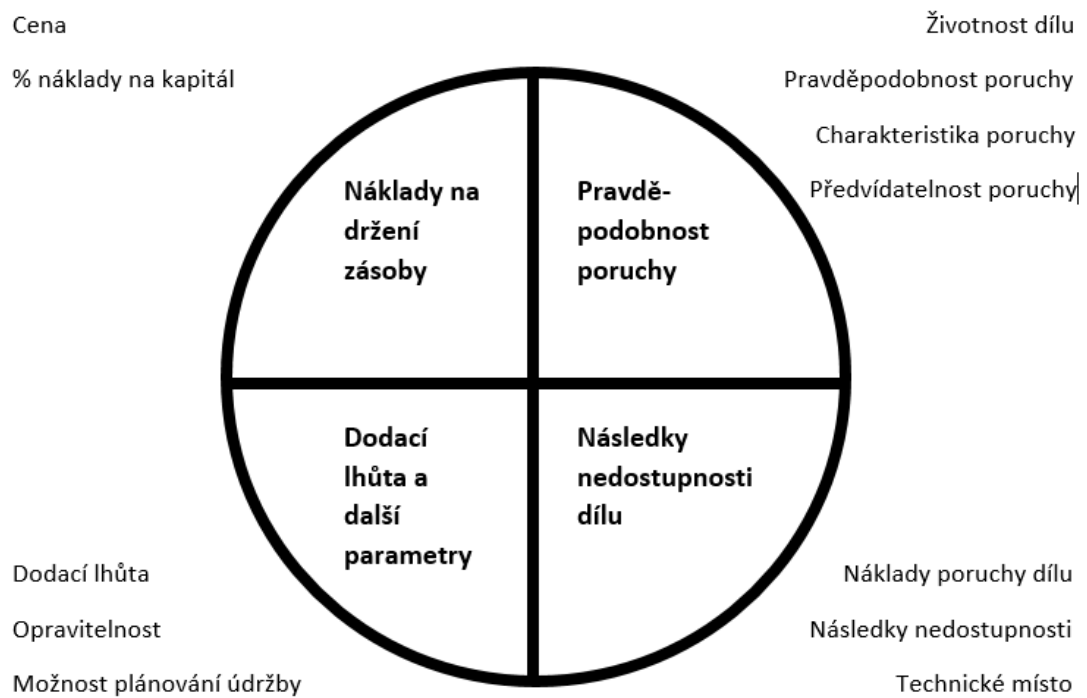 Cena
% náklady na kapitál
Životnost dílu
Pravděpodobnost poruchy
Charakteristika poruchy
Předvídatelnost poruchy
Náklady na
držení
zásoby
Pravdě-
podobnost
poruchy
Dodací
lhůta a
další
parametry
Následky
nedostupnosti
dílu
Dodací lhůta
Opravitelnost
Možnost plánování údržby
Náklady poruchy dílu
Následky nedostupnosti
Technické místo